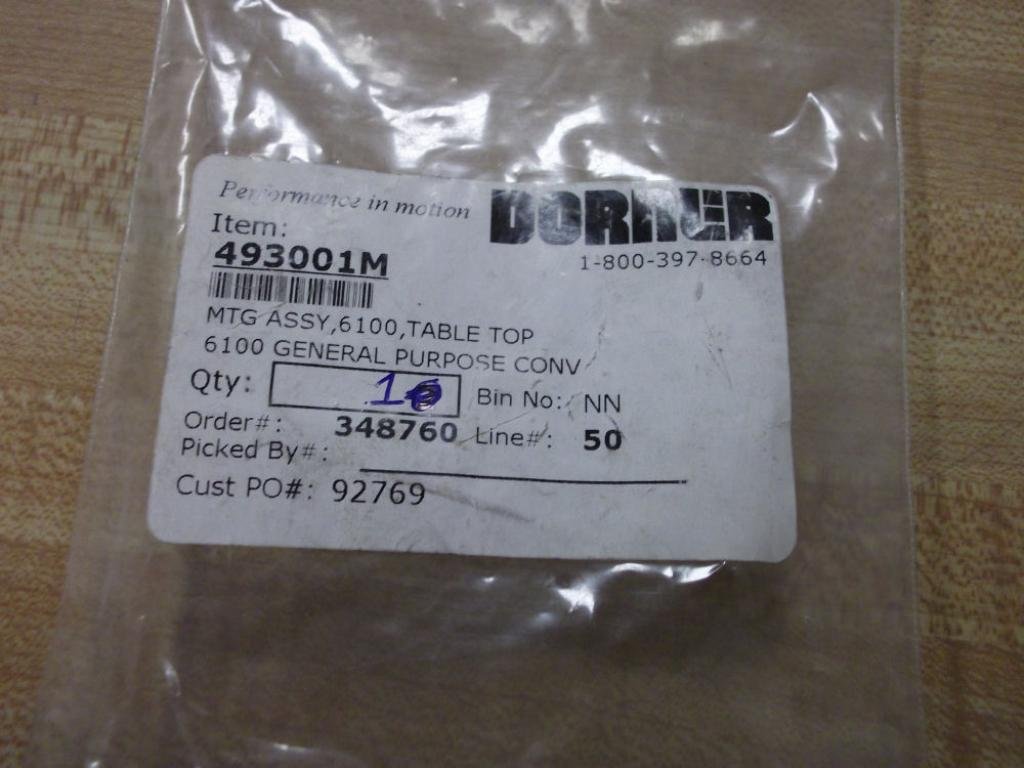 Performance in motion DORNER
Item:
1-800-397-8664
493001M
MTG ASSY,6100,TABLE TOP
6100 GENERAL PURPOSE CONV
Qty: 1 Bin No: NN
Order#: 348760 Line#: 50
Picked By#:
Cust PO#: 92769